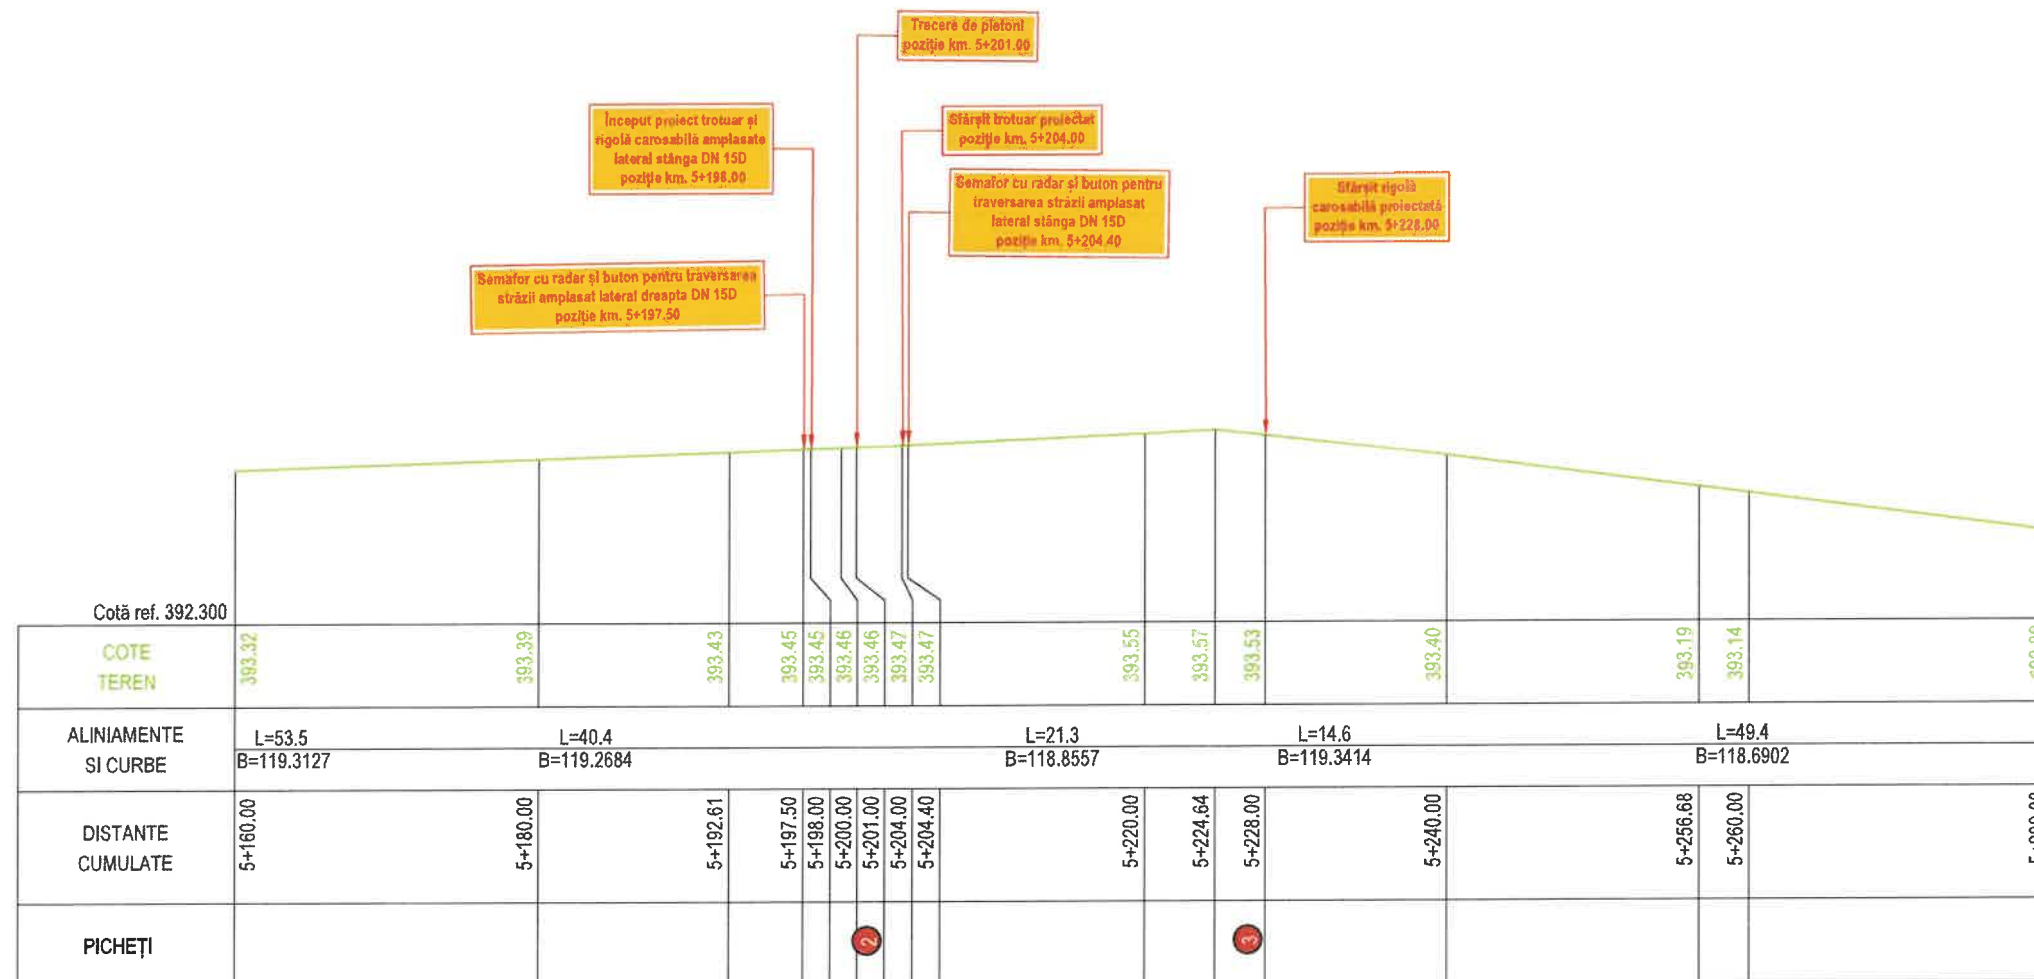 Trecere de pietoni
poziție km. 5+201.00
Început proiect trotuar și
rigolă carosabilă amplasate
lateral stânga DN 15D
poziție km. 5+198.00
Sfârșit trotuar proiectat
poziție km. 5+204.00
Semafor cu radar și buton pentru
traversarea străzii amplasat
lateral stânga DN 15D
poziție km. 5+204.40
Sfârșit rigolă
carosabilă proiectată
poziție km. 5+228.00
Semafor cu radar și buton pentru traversarea
străzii amplasat lateral dreapta DN 15D
poziție km. 5+197.50
Cotă ref. 392.300
COTE
TEREN
393.32
393.39
393.43
393.45
393.45
393.46
393.46
393.47
393.47
393.55
393.57
393.53
393.40
393.19
393.14
ALINIAMENTE
SI CURBE
L=53.5
B=119.3127
L=40.4
B=119.2684
L=21.3
B=118.8557
L=14.6
B=119.3414
L=49.4
B=118.6902
DISTANTE
CUMULATE
5+160.00
5+180.00
5+192.61
5+197.50
5+198.00
5+200.00
5+201.00
5+204.00
5+204.40
5+220.00
5+224.64
5+228.00
5+240.00
5+256.68
5+260.00
PICHEȚI
2
3